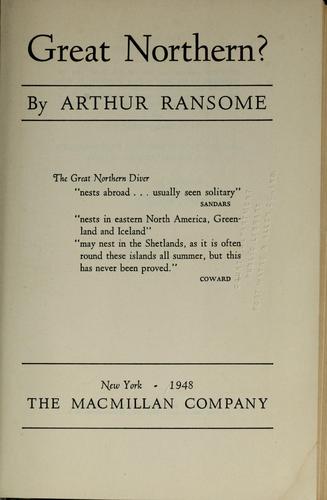 Great Northern?
By ARTHUR RANSOME
The Great Northern Diver
"nests abroad . . . usually seen solitary"
SANDARS
"nests in eastern North America, Green-
land and Iceland"
"may nest in the Shetlands, as it is often
round these islands all summer, but this
has never been proved."
COWARD
New York - 1948
THE MACMILLAN COMPANY